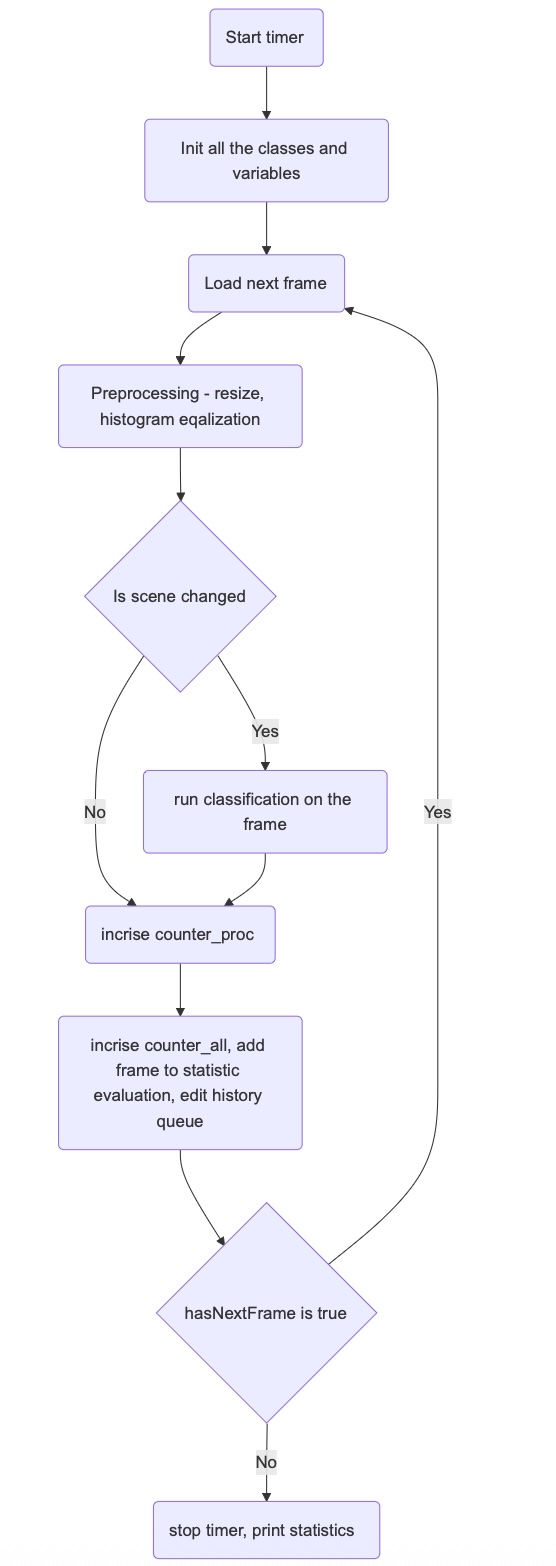 Start timer
Init all the classes and
variables
Load next frame
Preprocessing - resize,
histogram eqalization
Is scene changed
Yes
run classification on the
frame
No
Yes
incrise counter_proc
incrise counter_all, add
frame to statistic
evaluation, edit history
queue
hasNextFrame is true
No
stop timer, print statistics